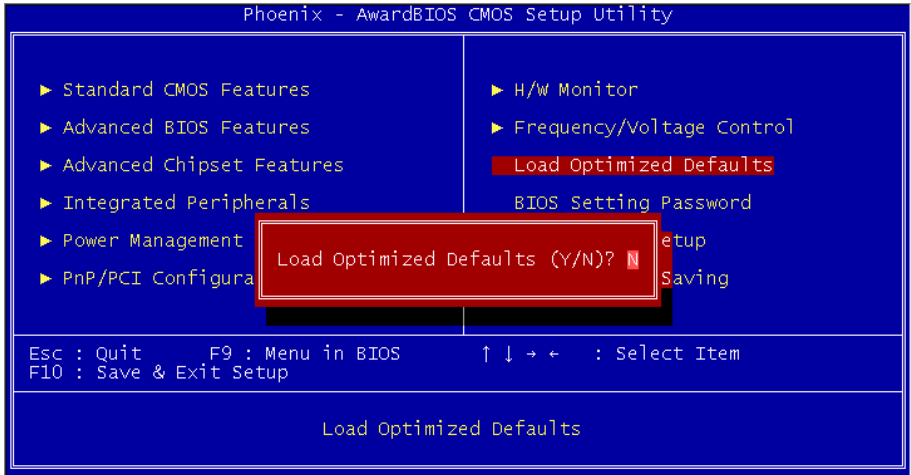 Phoenix - AwardBIOS CMOS Setup Utility
► Standard CMOS Features
► Advanced BIOS Features
► Advanced Chipset Features
► Integrated Peripherals
► Power Management
► PnP/PCI Configura
► H/W Monitor
► Frequency/Voltage Control
Load Optimized Defaults
BIOS Setting Password
etup
Saving
Load Optimized Defaults (Y/N)? N
Esc : Quit F9 : Menu in BIOS ↑ ↓ → ← : Select Item
F10 : Save & Exit Setup
Load Optimized Defaults